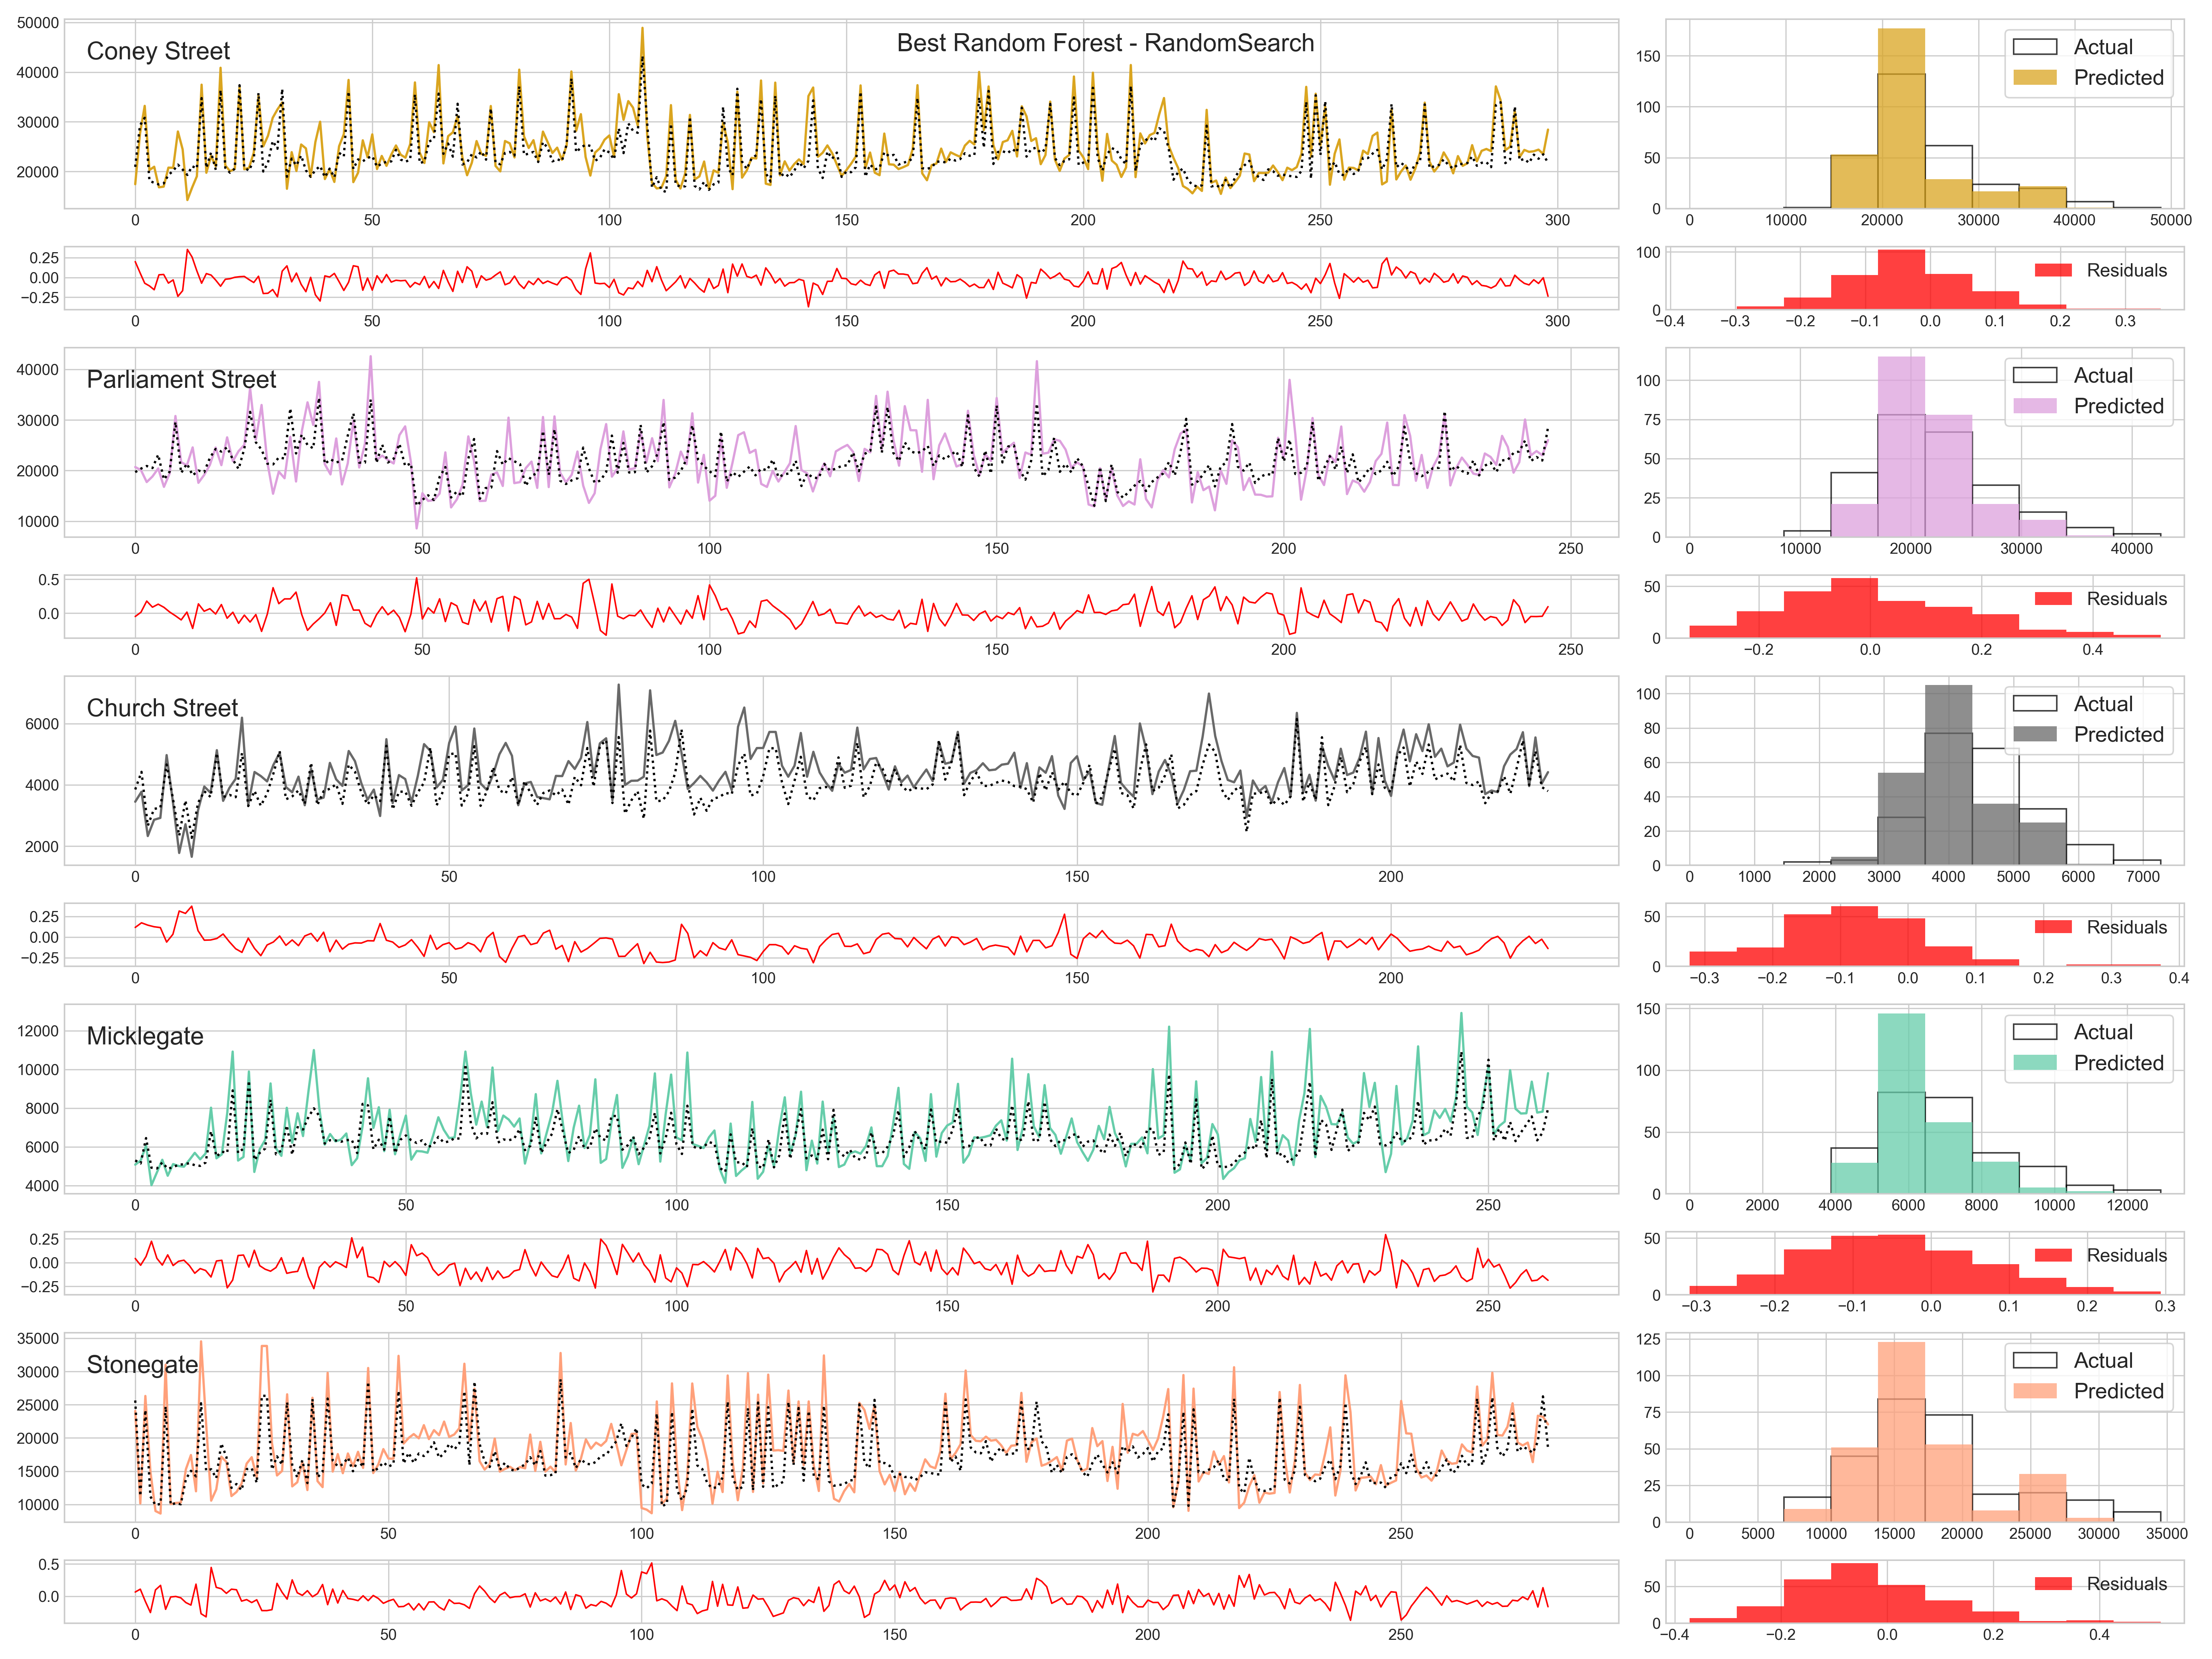 Coney Street
Best Random Forest - RandomSearch
50000
40000
30000
20000
0 50 100 150 200 250 300
Actual
Predicted
150
100
50
0
0 10000 20000 30000 40000 50000
0.25
0.00
−0.25
0 50 100 150 200 250 300
Residuals
100
0
−0.4 −0.3 −0.2 −0.1 0.0 0.1 0.2 0.3
Parliament Street
40000
30000
20000
10000
0 50 100 150 200 250
Actual
Predicted
100
75
50
25
0
0 10000 20000 30000 40000
0.5
0.0
0 50 100 150 200 250
Residuals
50
0
−0.2 0.0 0.2 0.4
Church Street
6000
4000
2000
0 50 100 150 200
Actual
Predicted
100
80
60
40
20
0
0 1000 2000 3000 4000 5000 6000 7000
0.25
0.00
−0.25
0 50 100 150 200
Residuals
50
0
−0.3 −0.2 −0.1 0.0 0.1 0.2 0.3 0.4
Micklegate
12000
10000
8000
6000
4000
0 50 100 150 200 250
Actual
Predicted
150
100
50
0
0 2000 4000 6000 8000 10000 12000
0.25
0.00
−0.25
0 50 100 150 200 250
Residuals
50
0
−0.3 −0.2 −0.1 0.0 0.1 0.2 0.3
Stonegate
35000
30000
25000
20000
15000
10000
0 50 100 150 200 250
Actual
Predicted
125
100
75
50
25
0
0 5000 10000 15000 20000 25000 30000 35000
0.5
0.0
0 50 100 150 200 250
Residuals
50
0
−0.4 −0.2 0.0 0.2 0.4